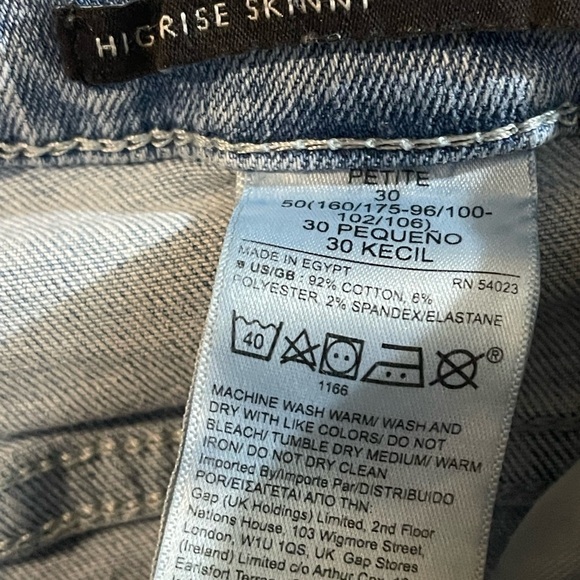 HIGRISE SKINNY
PETITE
30
50(160/175-96/100-
102/106)
30 PEQUEÑO
30 KECIL
MADE IN EGYPT RN 54023
US/GB : 92% COTTON, 6%
POLYESTER, 2% SPANDEX/ELASTANE
40
®
1166
MACHINE WASH WARM/ WASH AND
DRY WITH LIKE COLORS/ DO NOT
BLEACH/ TUMBLE DRY MEDIUM/ WARM
IRON/ DO NOT DRY CLEAN
Imported By/Importe Par/DISTRIBUIDO
POR/ΕΙΣΑΓΕΤΑΙ ΑΠΟ ΤΗΝ:
Gap (UK Holdings) Limited, 2nd Floor
Nations House, 103 Wigmore Street,
London, W1U 1QS, UK Gap Stores
(Ireland) Limited c/o Arthur
Earlsfort